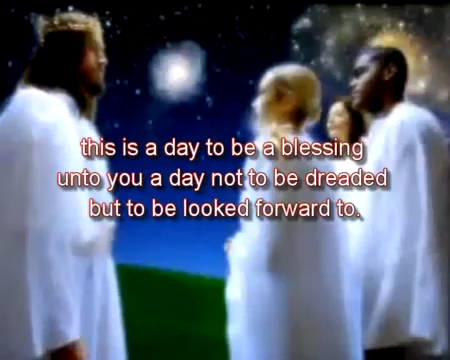 this is a day to be a blessing
unto you a day not to be dreaded
but to be looked forward to.